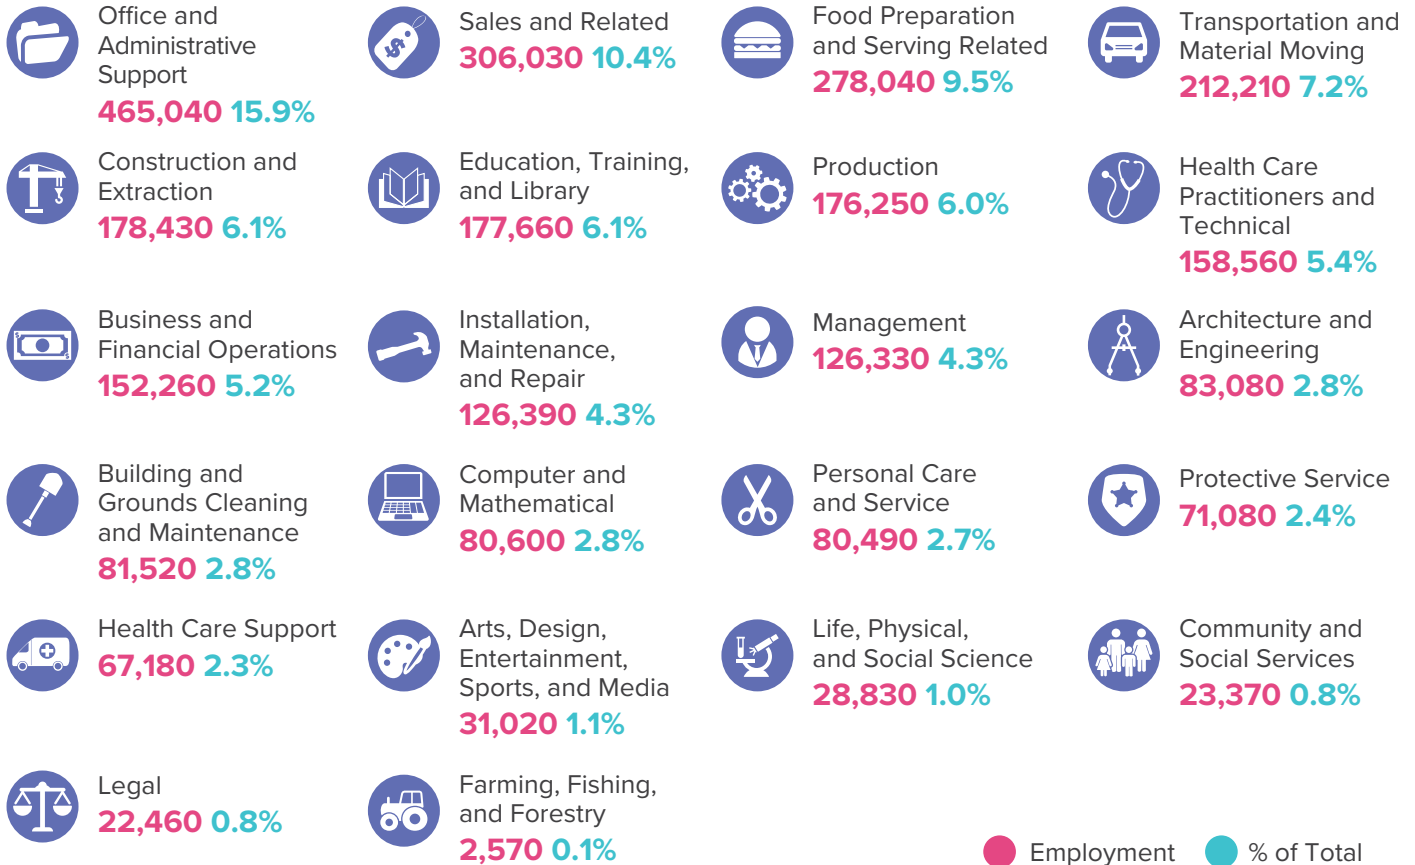 Office and
Administrative
Support
465,040 15.9%
Sales and Related
306,030 10.4%
Food Preparation
and Serving Related
278,040 9.5%
Transportation and
Material Moving
212,210 7.2%
Construction and
Extraction
178,430 6.1%
Education, Training,
and Library
177,660 6.1%
Production
176,250 6.0%
Health Care
Practitioners and
Technical
158,560 5.4%
Business and
Financial Operations
152,260 5.2%
Installation,
Maintenance,
and Repair
126,390 4.3%
Management
126,330 4.3%
Architecture and
Engineering
83,080 2.8%
Building and
Grounds Cleaning
and Maintenance
81,520 2.8%
Computer and
Mathematical
80,600 2.8%
Personal Care
and Service
80,490 2.7%
Protective Service
71,080 2.4%
Health Care Support
67,180 2.3%
Arts, Design,
Entertainment,
Sports, and Media
31,020 1.1%
Life, Physical,
and Social Science
28,830 1.0%
Community and
Social Services
23,370 0.8%
Legal
22,460 0.8%
Farming, Fishing,
and Forestry
2,570 0.1%
Employment
% of Total